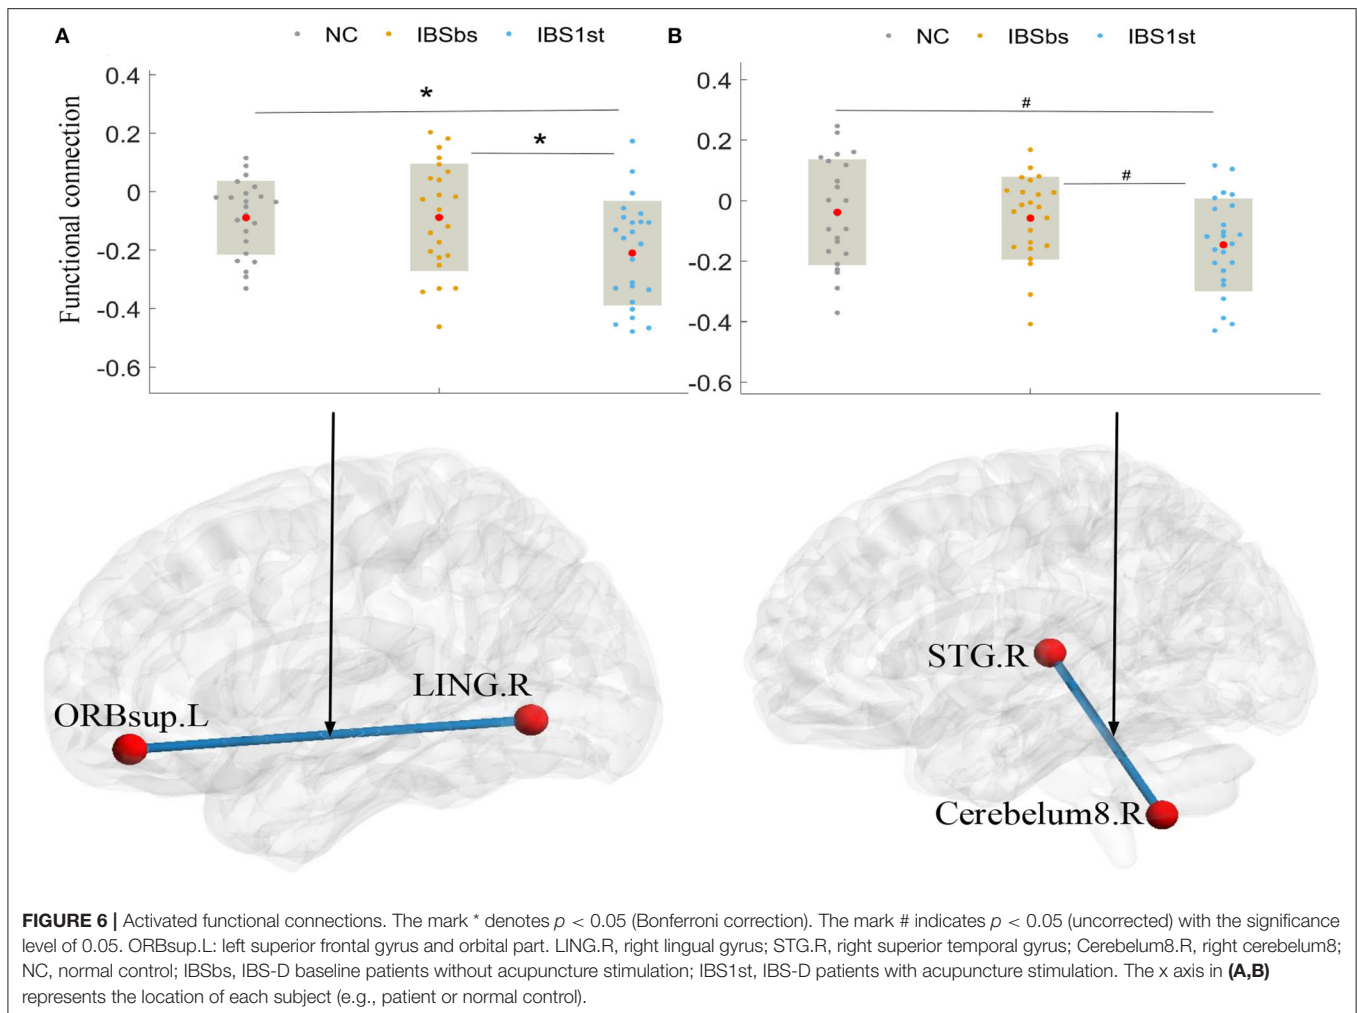 A
NC IBSbs IBS1st
B
NC IBSbs IBS1st
Functional connection
0.4
0.2
0
-0.2
-0.4
-0.6
*
*
0.4
0.2
0
-0.2
-0.4
-0.6
#
#
ORBsup.L
LING.R
STG.R
Cerebelum8.R
FIGURE 6 | Activated functional connections. The mark * denotes p < 0.05 (Bonferroni correction). The mark # indicates p < 0.05 (uncorrected) with the significance
level of 0.05. ORBsup.L: left superior frontal gyrus and orbital part. LING.R, right lingual gyrus; STG.R, right superior temporal gyrus; Cerebelum8.R, right cerebelum8;
NC, normal control; IBSbs, IBS-D baseline patients without acupuncture stimulation; IBS1st, IBS-D patients with acupuncture stimulation. The x axis in (A,B)
represents the location of each subject (e.g., patient or normal control).